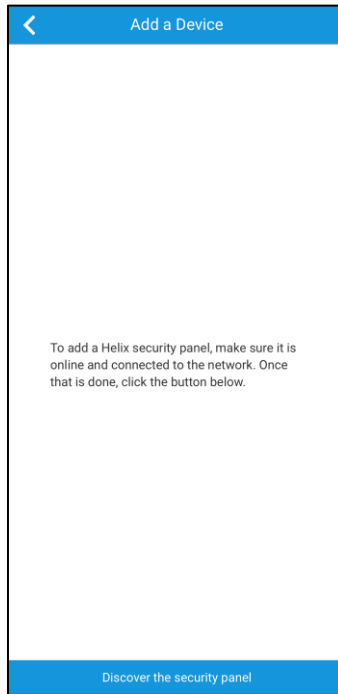 Add a Device
To add a Helix security panel, make sure it is
online and connected to the network. Once
that is done, click the button below.
Discover the security panel